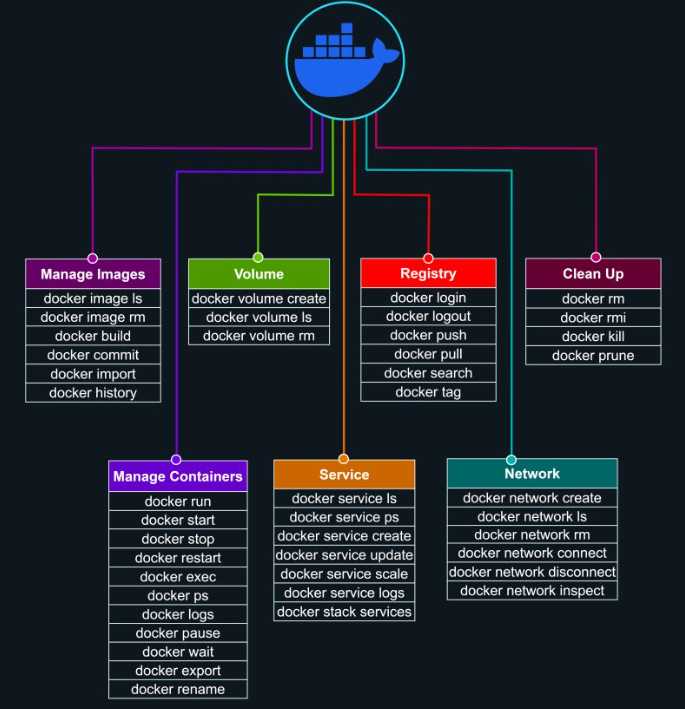 Manage Images
docker image ls
docker image rm
docker build
docker commit
docker import
docker history
Volume
docker volume create
docker volume ls
docker volume rm
Registry
docker login
docker logout
docker push
docker pull
docker search
docker tag
Clean Up
docker rm
docker rmi
docker kill
docker prune
Manage Containers
docker run
docker start
docker stop
docker restart
docker exec
docker ps
docker logs
docker pause
docker wait
docker export
docker rename
Service
docker service ls
docker service ps
docker service create
docker service update
docker service scale
docker service logs
docker stack services
Network
docker network create
docker network ls
docker network rm
docker network connect
docker network disconnect
docker network inspect